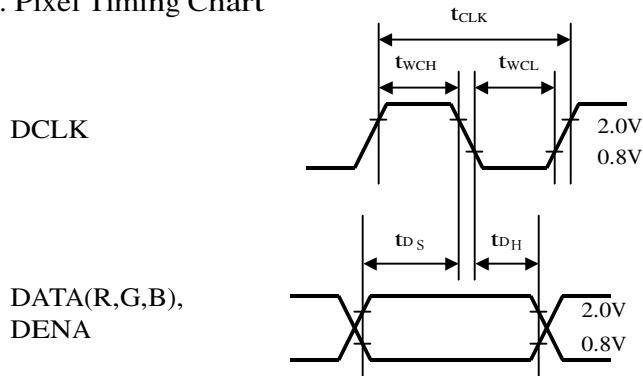 . Pixel Timing Chart
tCLK
tWCH tWCL
DCLK
2.0V
0.8V
tDS tDH
DATA(R,G,B),
DENA
2.0V
0.8V